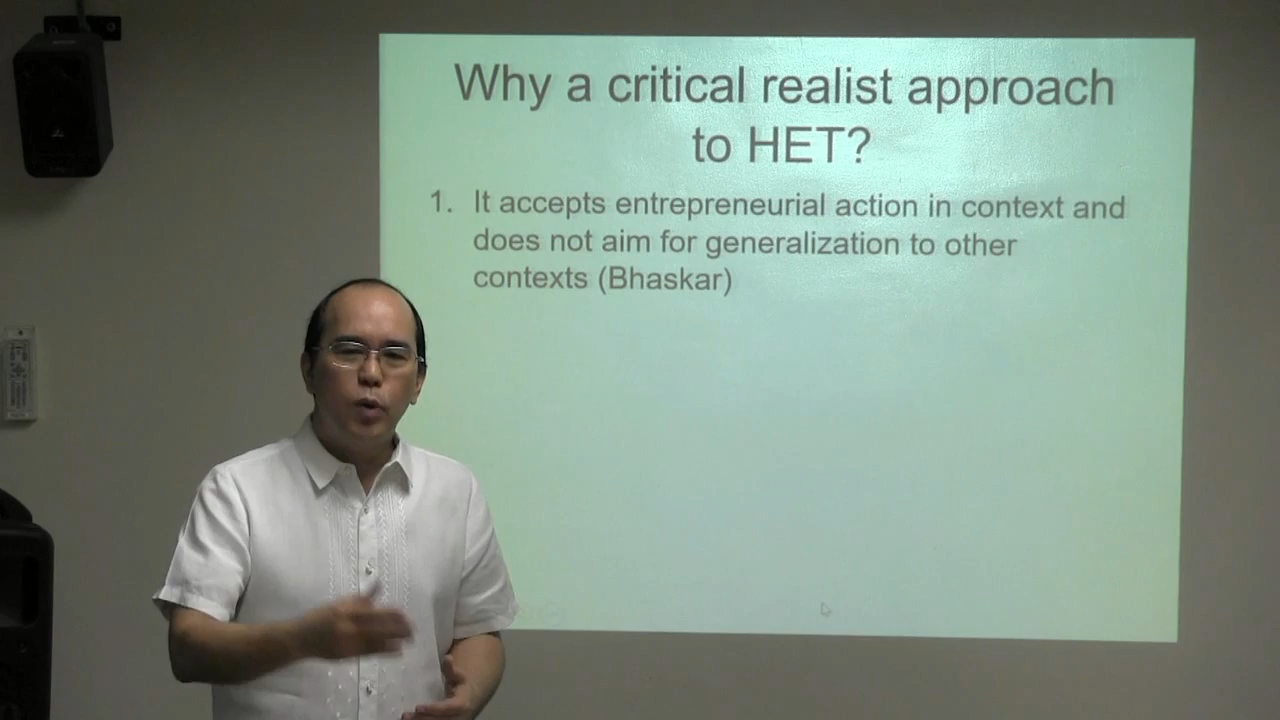 Why a critical realist approach
to HET?
1. It accepts entrepreneurial action in context and
does not aim for generalization to other
contexts (Bhaskar)